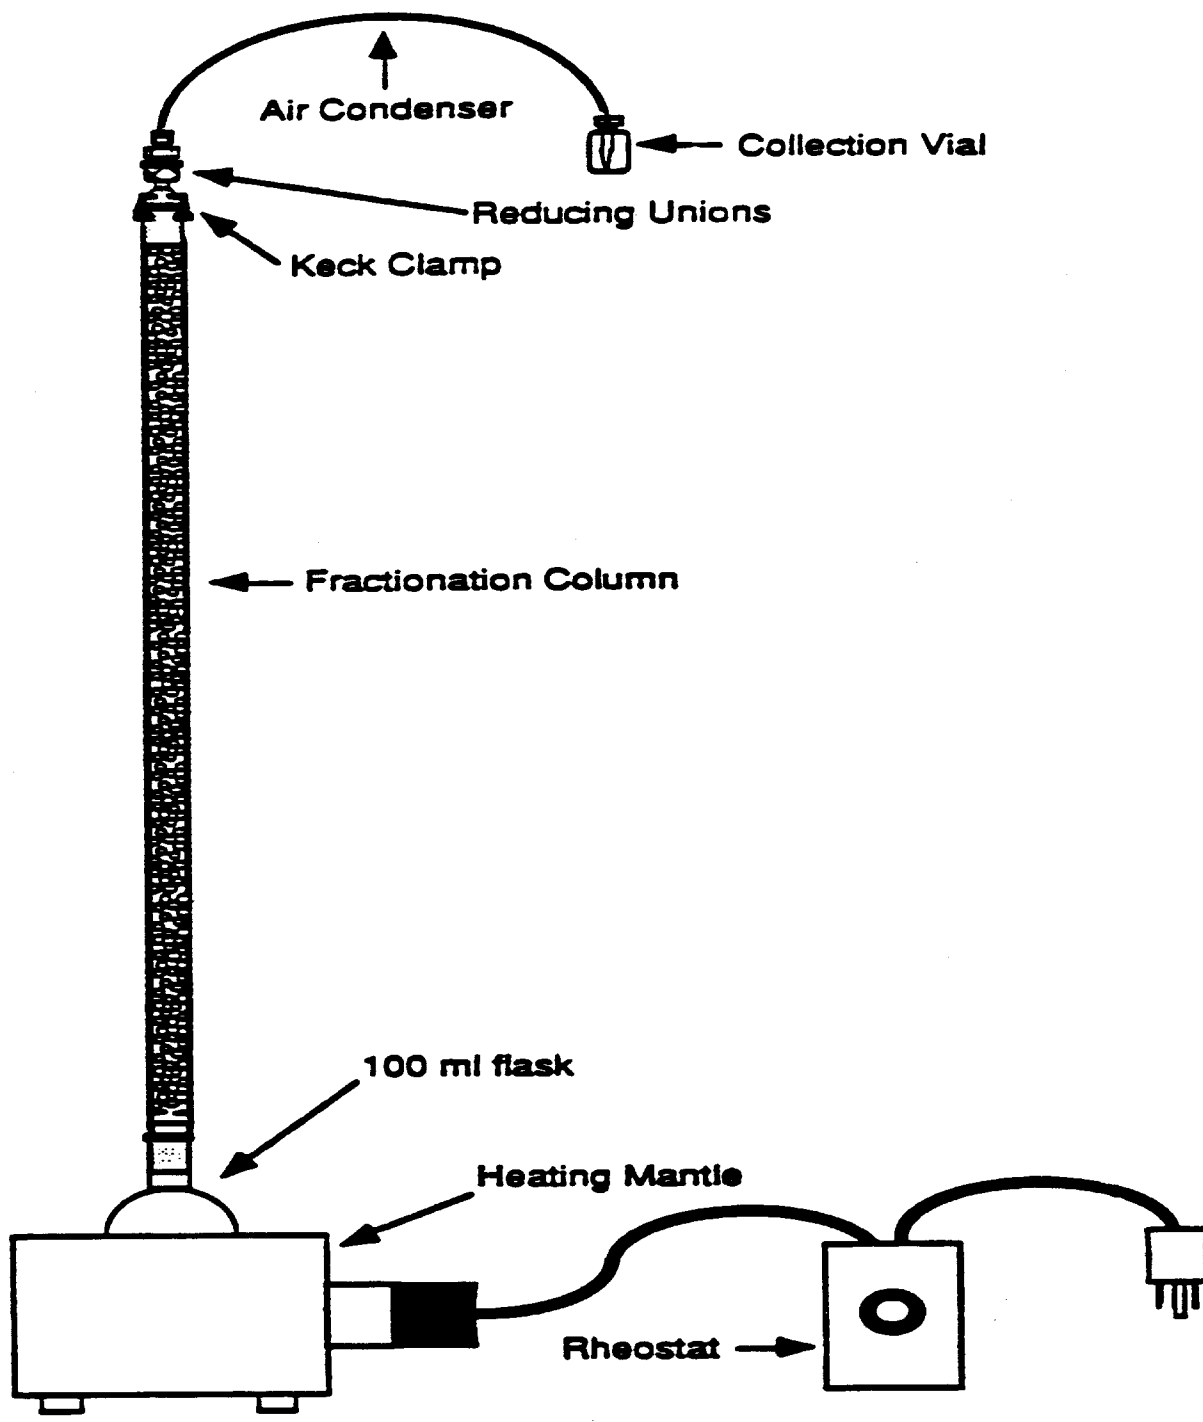 Air Condenser
Collection Vial
Reducing Unions
Keck Clamp
Fractionation Column
100 ml flask
Heating Mantle
Rheostat